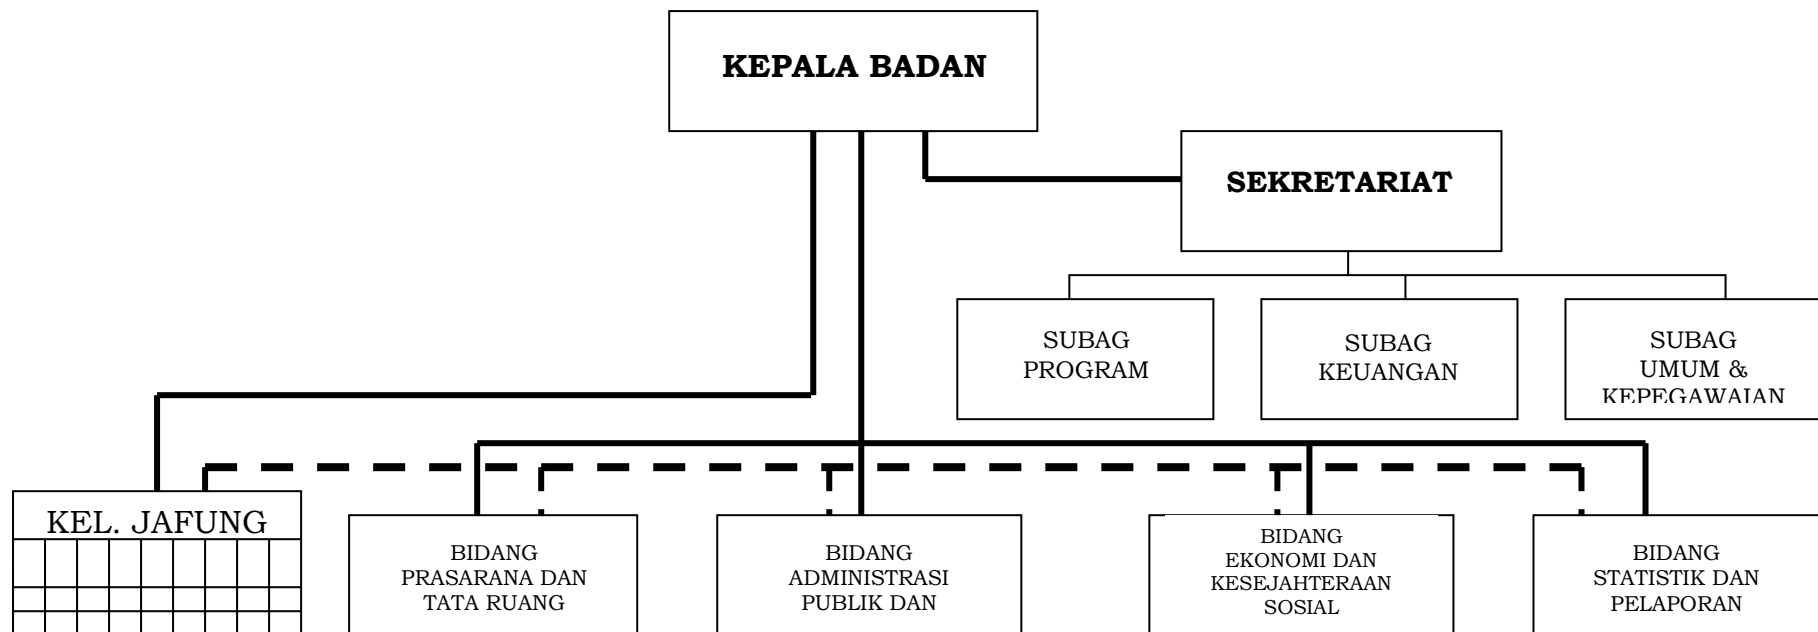 KEPALA BADAN
SEKRETARIAT
SUBAG
PROGRAM
SUBAG
KEUANGAN
SUBAG
UMUM &
KEPEGAWAIAN
KEL. JAFUNG
BIDANG
PRASARANA DAN
TATA RUANG
BIDANG
ADMINISTRASI
PUBLIK DAN
BIDANG
EKONOMI DAN
KESEJAHTERAAN
SOSIAL
BIDANG
STATISTIK DAN
PELAPORAN